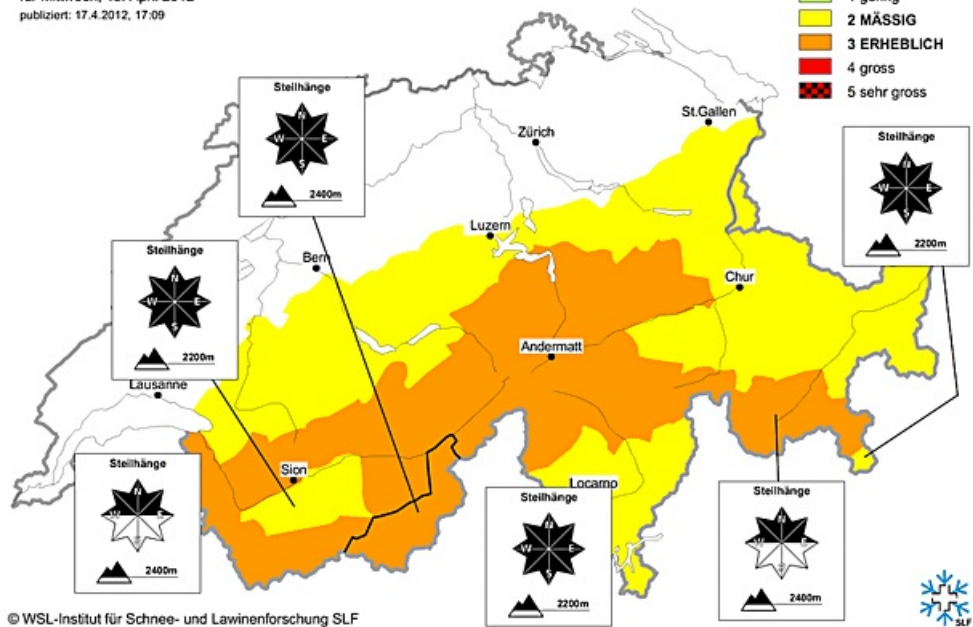 publiziert: 17.4.2012, 17:09
2 MÄSSIG
3 ERHEBLICH
4 gross
5 sehr gross
Steilhänge
N
W E
S
2400m
St.Gallen
Zürich
Steilhänge
N
W E
S
2200m
Luzern
Bern
Steilhänge
N
W E
S
2200m
Chur
Andermatt
Lausanne
Sion
Steilhänge
N
W E
S
2400m
Locarno
Steilhänge
N
W E
S
2200m
Steilhänge
N
W E
S
2400m
© WSL-Institut für Schnee- und Lawinenforschung SLF
SLF